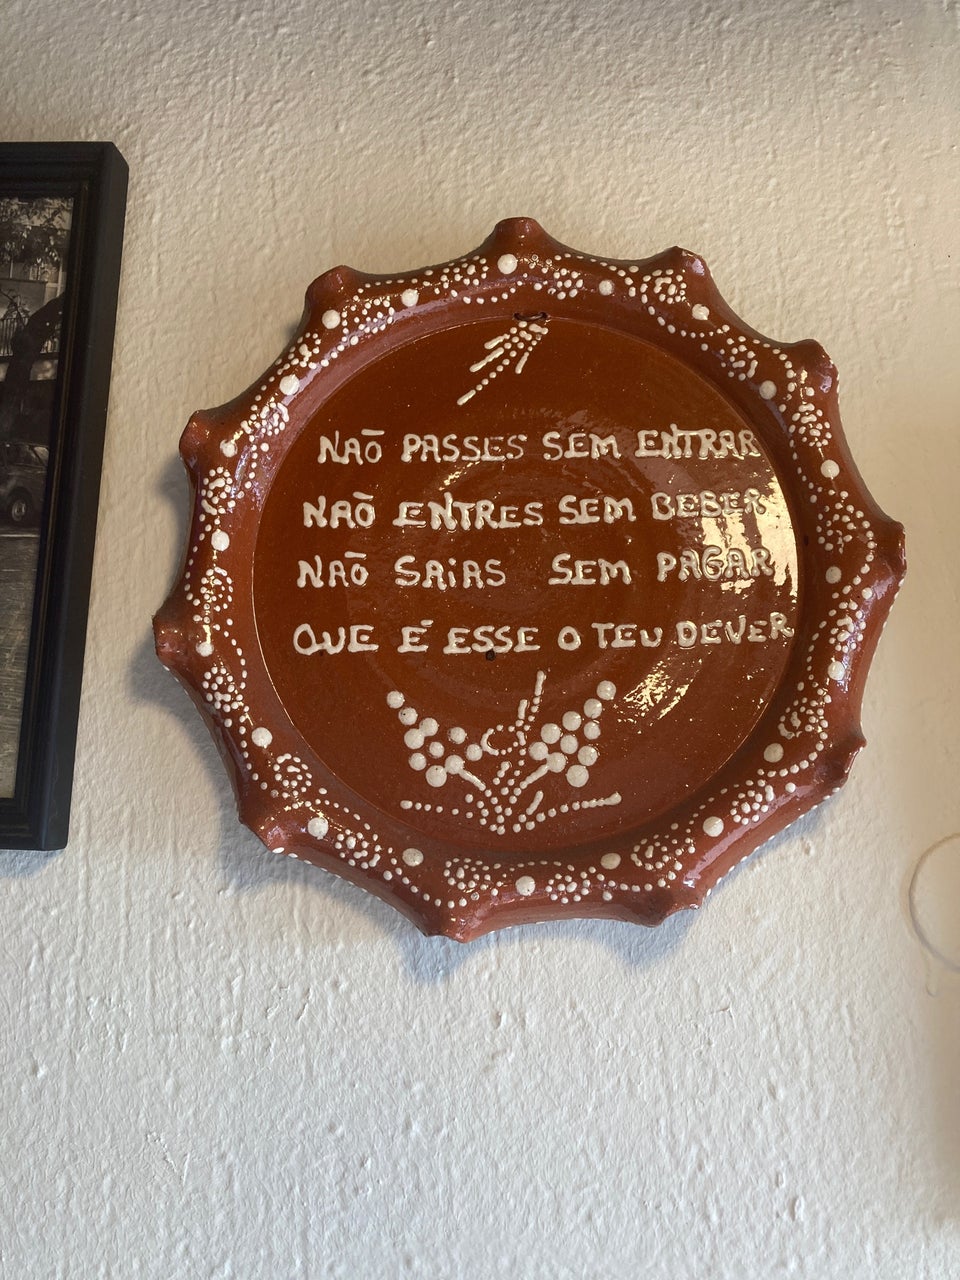 NAÕ PASSES SEM ENTRAR
NAÕ ENTRES SEM BEBER
NAÕ SAiAS SEM PAGAR
QUE É ESSE O TEU DEVER